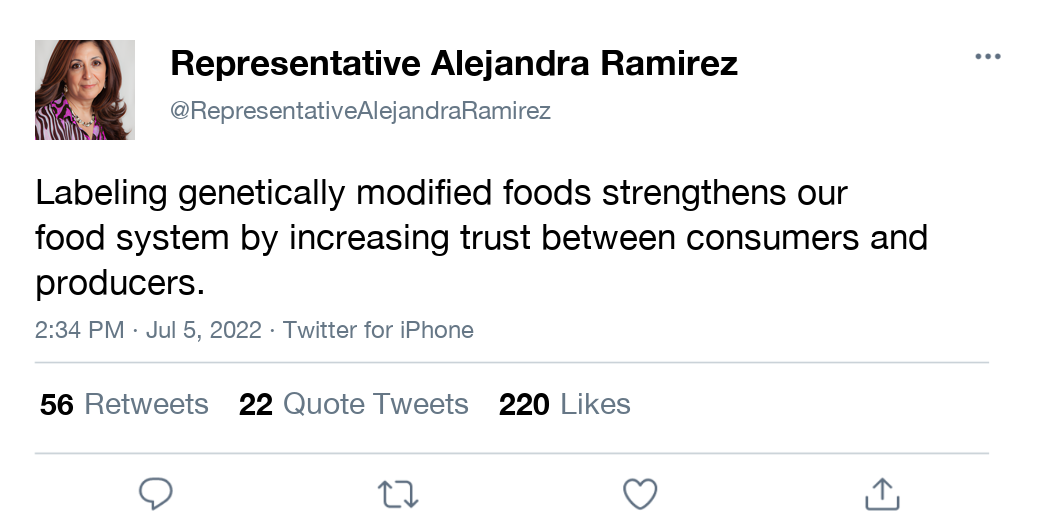 Representative Alejandra Ramirez
@RepresentativeAlejandraRamirez
Labeling genetically modified foods strengthens our
food system by increasing trust between consumers and
producers.
2:34 PM · Jul 5, 2022 · Twitter for iPhone
56 Retweets 22 Quote Tweets 220 Likes